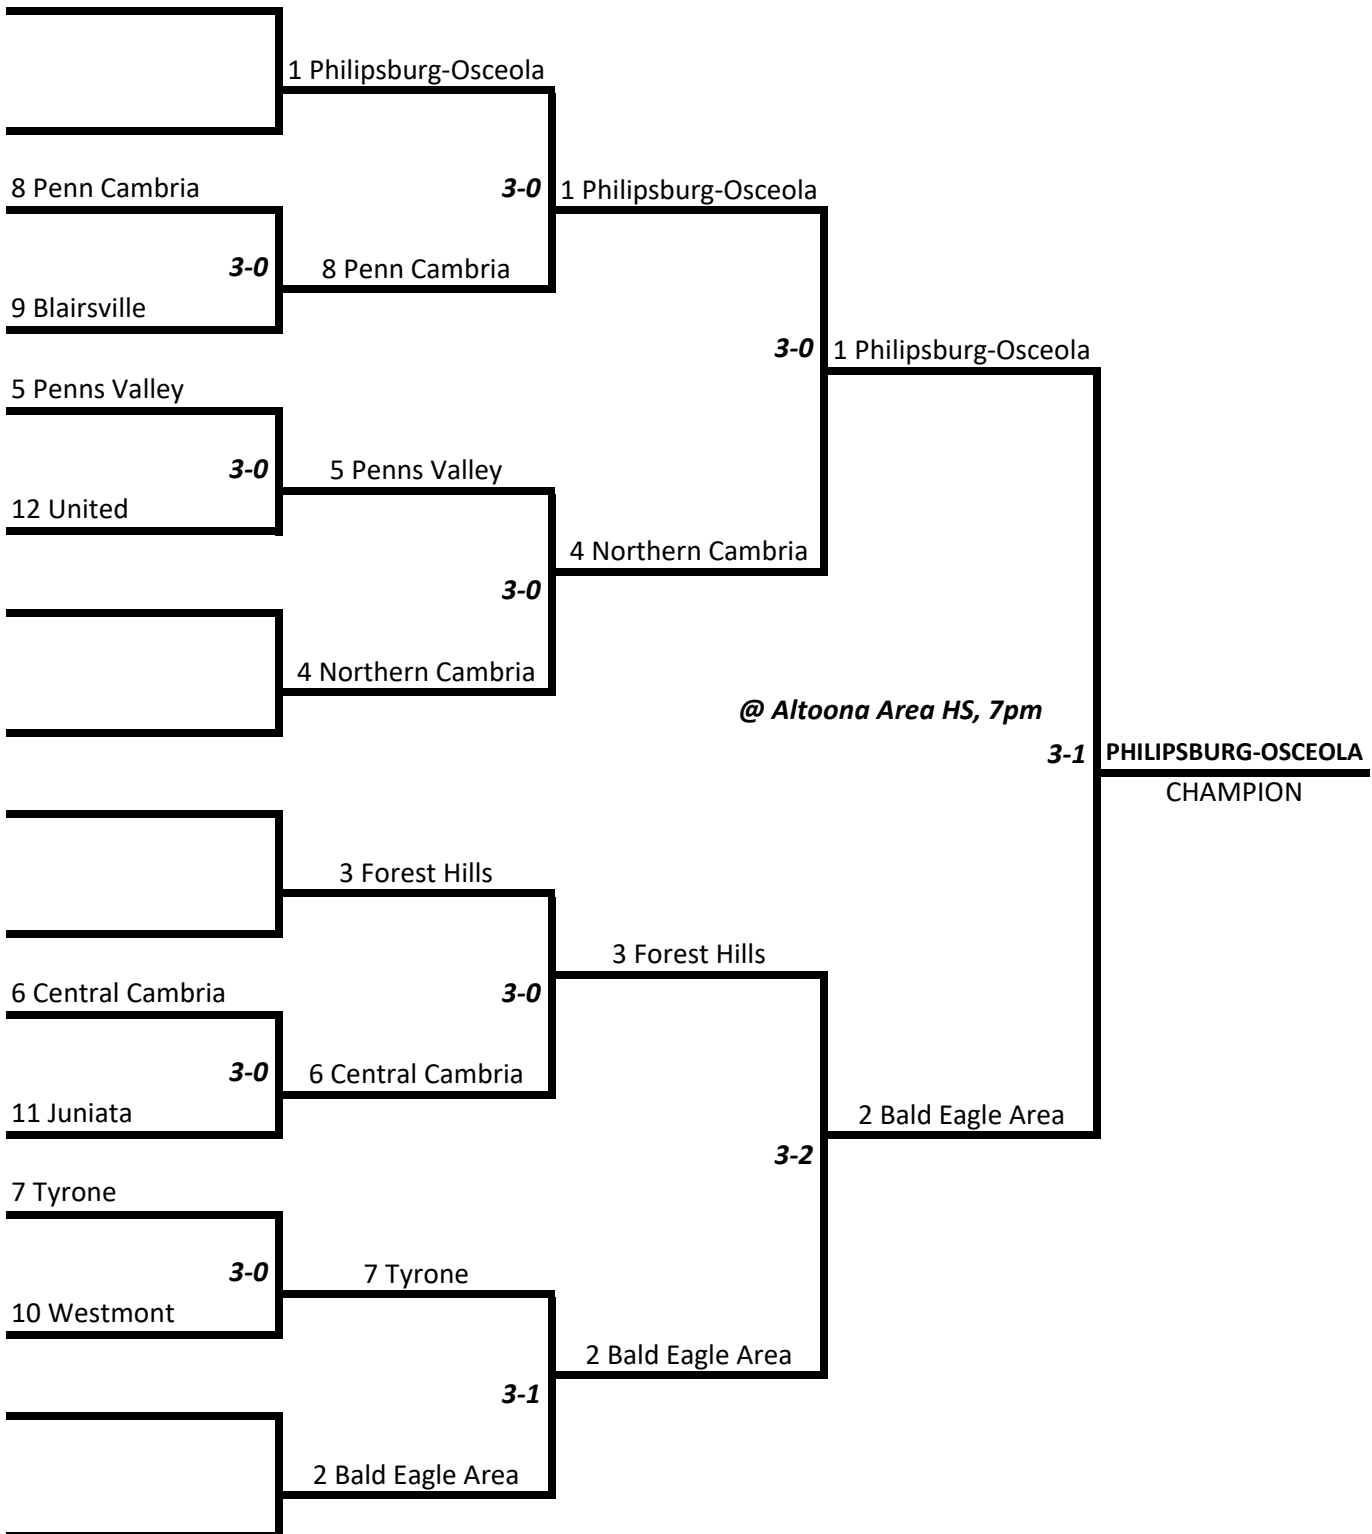 1 Philipsburg-Osceola
8 Penn Cambria
3-0
1 Philipsburg-Osceola
3-0
8 Penn Cambria
9 Blairsville
3-0
1 Philipsburg-Osceola
5 Penns Valley
3-0
5 Penns Valley
12 United
4 Northern Cambria
3-0
4 Northern Cambria
@ Altoona Area HS, 7pm
3-1
PHILIPSBURG-OSCEOLA
CHAMPION
3 Forest Hills
3 Forest Hills
6 Central Cambria
3-0
3-0
6 Central Cambria
11 Juniata
2 Bald Eagle Area
3-2
7 Tyrone
3-0
7 Tyrone
10 Westmont
2 Bald Eagle Area
3-1
2 Bald Eagle Area